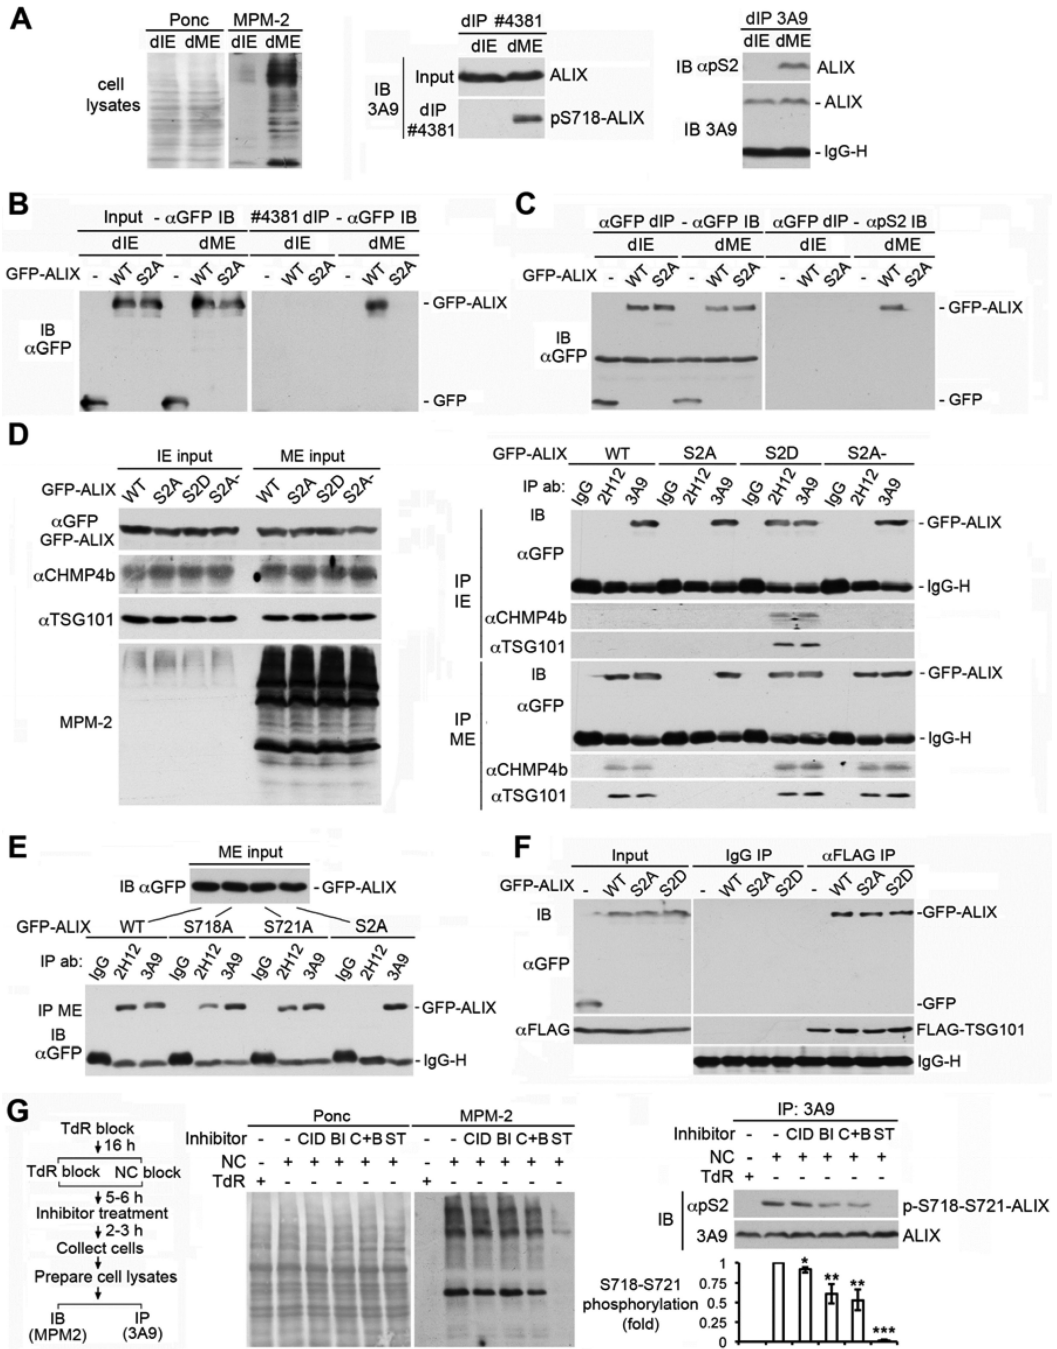 A
Ponc MPM-2
dIE dME dIE dME
cell
lysates
dIP #4381
dIE dME
IB
3A9
Input
ALIX
dIP
#4381
pS718-ALIX
dIP 3A9
dIE dME
IB αpS2
ALIX
- ALIX
IB 3A9
- IgG-H
B
Input - αGFP IB #4381 dIP - αGFP IB
dIE dME dIE dME
GFP-ALIX - WT S2A - WT S2A - WT S2A - WT S2A
- GFP-ALIX
IB
αGFP
- GFP
C
αGFP dIP - αGFP IB αGFP dIP - αpS2 IB
dIE dME dIE dME
GFP-ALIX - WT S2A - WT S2A - WT S2A - WT S2A
- GFP-ALIX
IB
αGFP
- GFP
D
IE input ME input
GFP-ALIX WT S2A S2D S2A- WT S2A S2D S2A-
αGFP
GFP-ALIX
αCHMP4b
αTSG101
MPM-2
GFP-ALIX WT S2A S2D S2A-
IP ab: IgG 2H12 3A9 IgG 2H12 3A9 IgG 2H12 3A9 IgG 2H12 3A9
IP
IE
IB
αGFP
- GFP-ALIX
- IgG-H
αCHMP4b
αTSG101
IP
ME
IB
αGFP
- GFP-ALIX
- IgG-H
αCHMP4b
αTSG101
E
ME input
IB αGFP
- GFP-ALIX
GFP-ALIX WT S718A S721A S2A
IP ab: IgG 2H12 3A9 IgG 2H12 3A9 IgG 2H12 3A9 IgG 2H12 3A9
IP ME
IB
αGFP
- GFP-ALIX
- IgG-H
F
Input IgG IP αFLAG IP
GFP-ALIX - WT S2A S2D - WT S2A S2D - WT S2A S2D
IB
αGFP
-GFP-ALIX
-GFP
αFLAG
FLAG-TSG101
IgG-H
G
TdR block
16 h
TdR block NC block
5-6 h
Inhibitor treatment
2-3 h
Collect cells
Prepare cell lysates
IB
(MPM2)
IP
(3A9)
Ponc MPM-2
Inhibitor - - CID BI C+B ST - - CID BI C+B ST
NC - + + + + + - + + + + +
TdR + - - - - - + - - - - -
IP: 3A9
Inhibitor - - CID BI C+B ST
NC - + + + + +
TdR + - - - - -
IB
αpS2
p-S718-S721-ALIX
3A9
ALIX
S718-S721
phosphorylation
(fold)
1
0.75
0.5
0.25
0
*
**
**
***